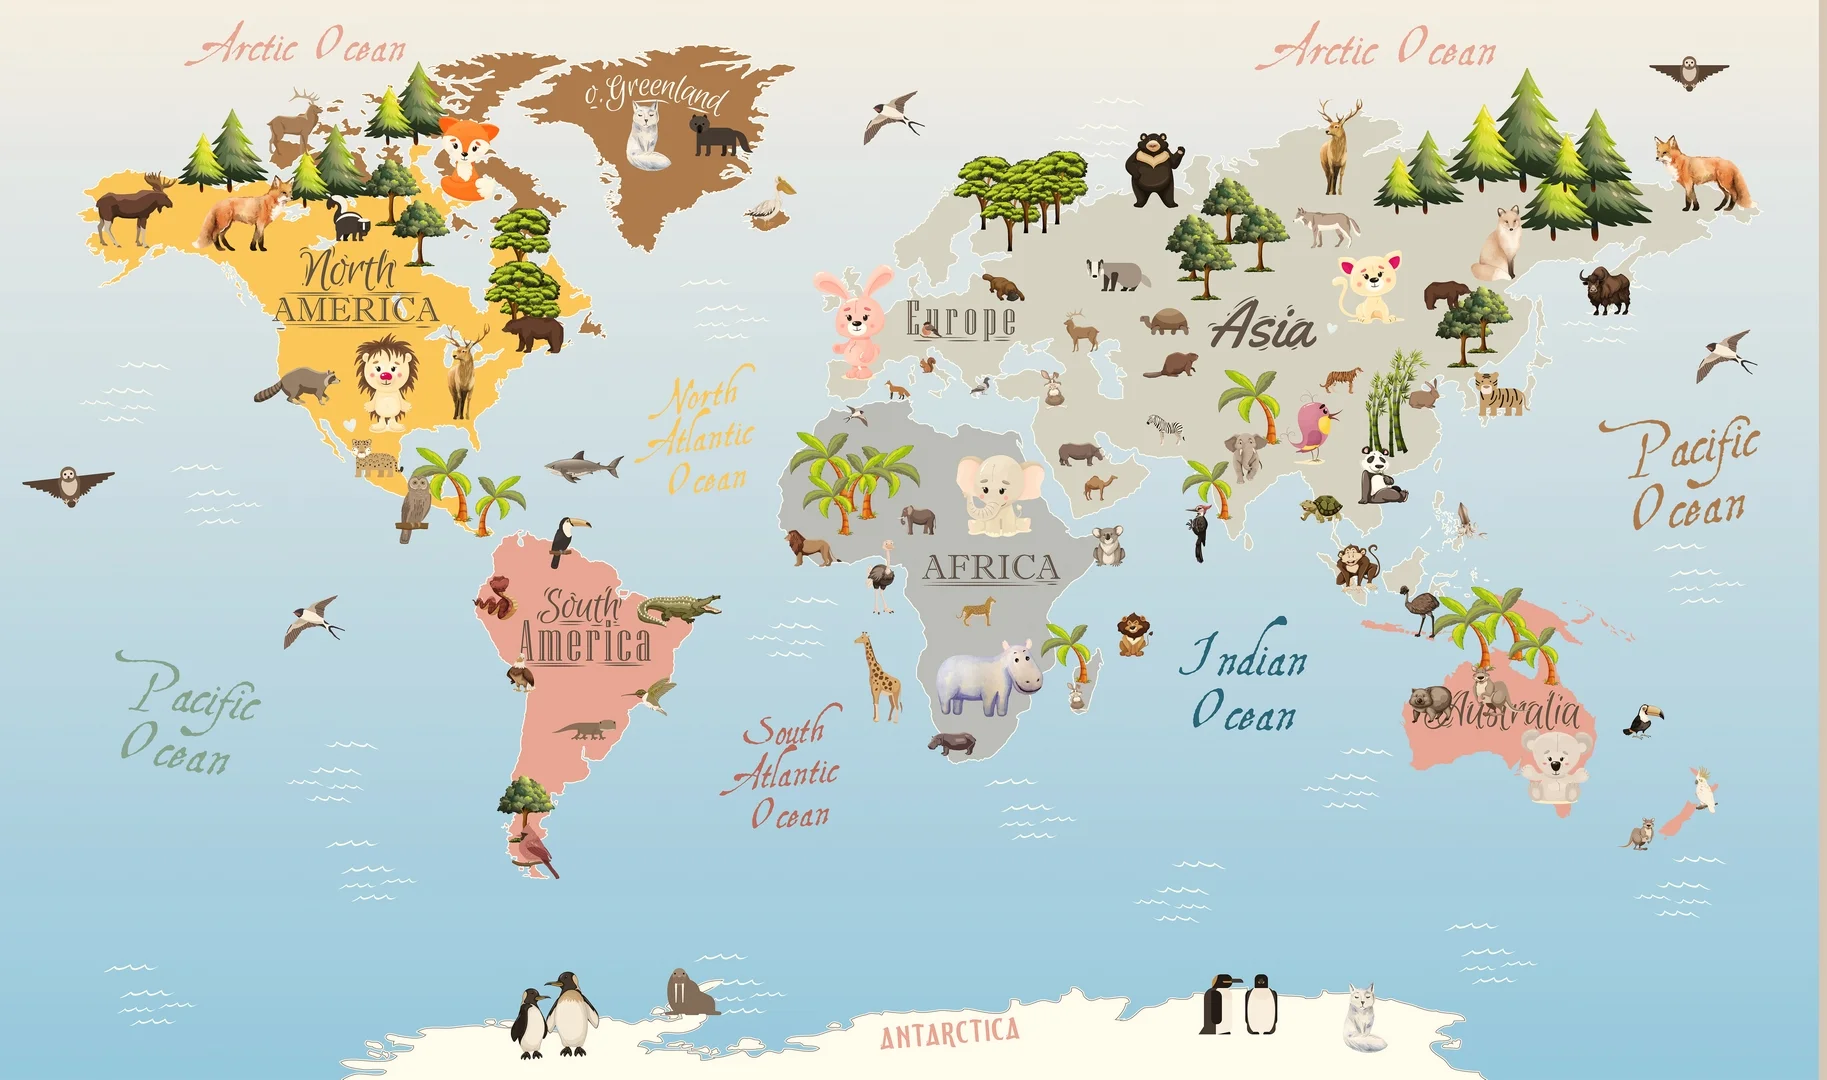 Arctic Ocean
Arctic Ocean
o. Greenland
North
AMERICA
Europe
Asia
North
Atlantic
Ocean
Pacific
Ocean
AFRICA
South
America
Indian
Ocean
Pacific
Ocean
Australia
South
Atlantic
Ocean
ANTARCTICA